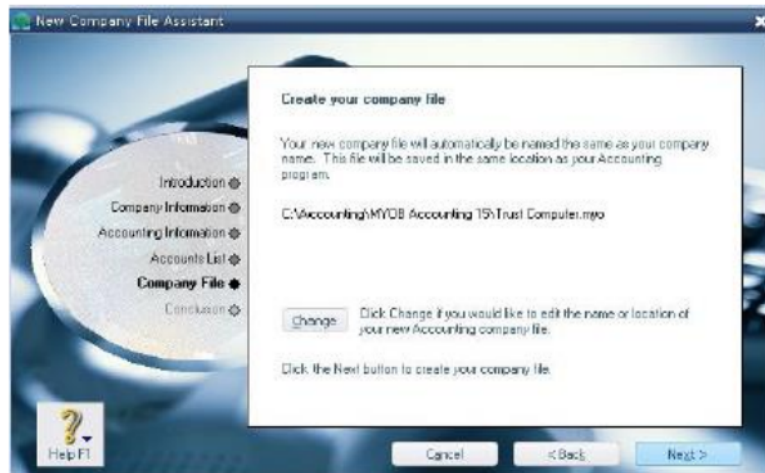 New Company File Assistant
Create your company file
Your new company file will automatically be named the same as your company
name. This file will be saved in the same location as your Accounting
program.
C:\Accounting\MYOB Accounting 15\Trust Computer.myo
Introduction
Company Information
Accounting Information
Accounts List
Company File
Conclusion
Change
Click Change if you would like to edit the name or location of
your new Accounting company file.
Click the Next button to create your company file.
Help F1
Cancel
< Back
Next >